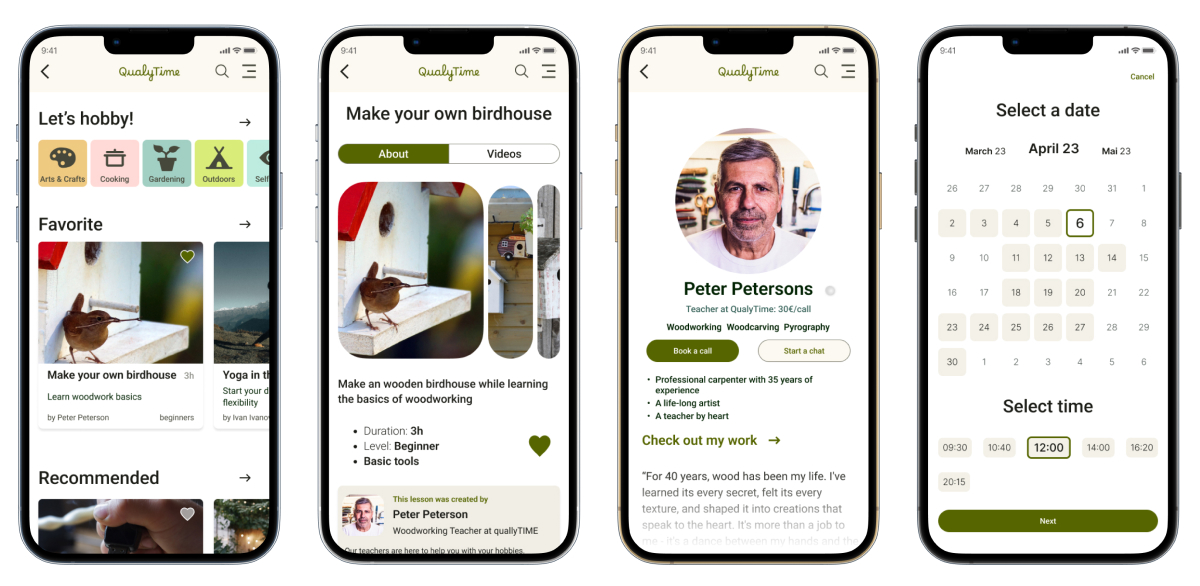 9:41
QualyTime
Let's hobby!
Arts & Crafts
Cooking
Gardening
Outdoors
Self
Favorite
Make your own birdhouse 3h
Learn woodwork basics
by Peter Peterson beginners
Yoga in th
Start your d
flexibility
by Ivan Ivano
Recommended
9:41
QualyTime
Make your own birdhouse
About Videos
Make an wooden birdhouse while learning
the basics of woodworking
• Duration: 3h
• Level: Beginner
• Basic tools
This lesson was created by
Peter Peterson
Woodworking Teacher at quallyTIME
Our teachers are here to help you with your hobbies.
9:41
QualyTime
Peter Petersons
Teacher at QualyTime: 30€/call
Woodworking Woodcarving Pyrography
Book a call Start a chat
• Professional carpenter with 35 years of
experience
• A life-long artist
• A teacher by heart
Check out my work
"For 40 years, wood has been my life. I've
learned its every secret, felt its every
texture, and shaped it into creations that
speak to the heart. It's more than a job to
me - it's a dance between my hands and the
9:41
Cancel
Select a date
March 23 April 23 Mai 23
26 27 28 29 30 31 1
2 3 4 5 6 7 8
9 10 11 12 13 14 15
16 17 18 19 20 21 22
23 24 25 26 27 28 29
30 1 2 3 4 5 6
Select time
09:30 10:40 12:00 14:00 16:20
20:15
Next